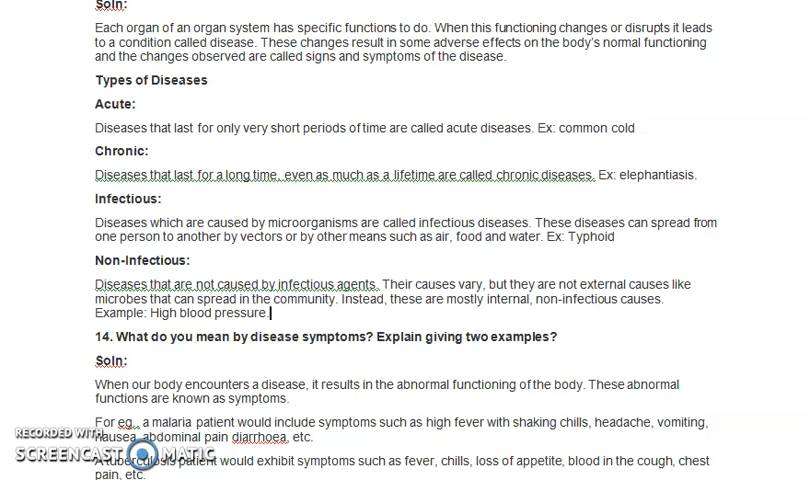 Soln:
Each organ of an organ system has specific functions to do. When this functioning changes or disrupts it leads
to a condition called disease. These changes result in some adverse effects on the body's normal functioning
and the changes observed are called signs and symptoms of the disease.
Types of Diseases
Acute:
Diseases that last for only very short periods of time are called acute diseases. Ex: common cold
Chronic:
Diseases that last for a long time, even as much as a lifetime are called chronic diseases. Ex: elephantiasis.
Infectious:
Diseases which are caused by microorganisms are called infectious diseases. These diseases can spread from
one person to another by vectors or by other means such as air, food and water. Ex: Typhoid
Non-Infectious:
Diseases that are not caused by infectious agents. Their causes vary, but they are not external causes like
microbes that can spread in the community. Instead, these are mostly internal, non-infectious causes.
Example: High blood pressure.
14. What do you mean by disease symptoms? Explain giving two examples?
Soln:
When our body encounters a disease, it results in the abnormal functioning of the body. These abnormal
functions are known as symptoms.
For eg., a malaria patient would include symptoms such as high fever with shaking chills, headache, vomiting,
nausea, abdominal pain diarrhoea, etc.
A tuberculosis patient would exhibit symptoms such as fever, chills, loss of appetite, blood in the cough, chest
pain, etc.
RECORDED WITH
SCREENCAST MATIC